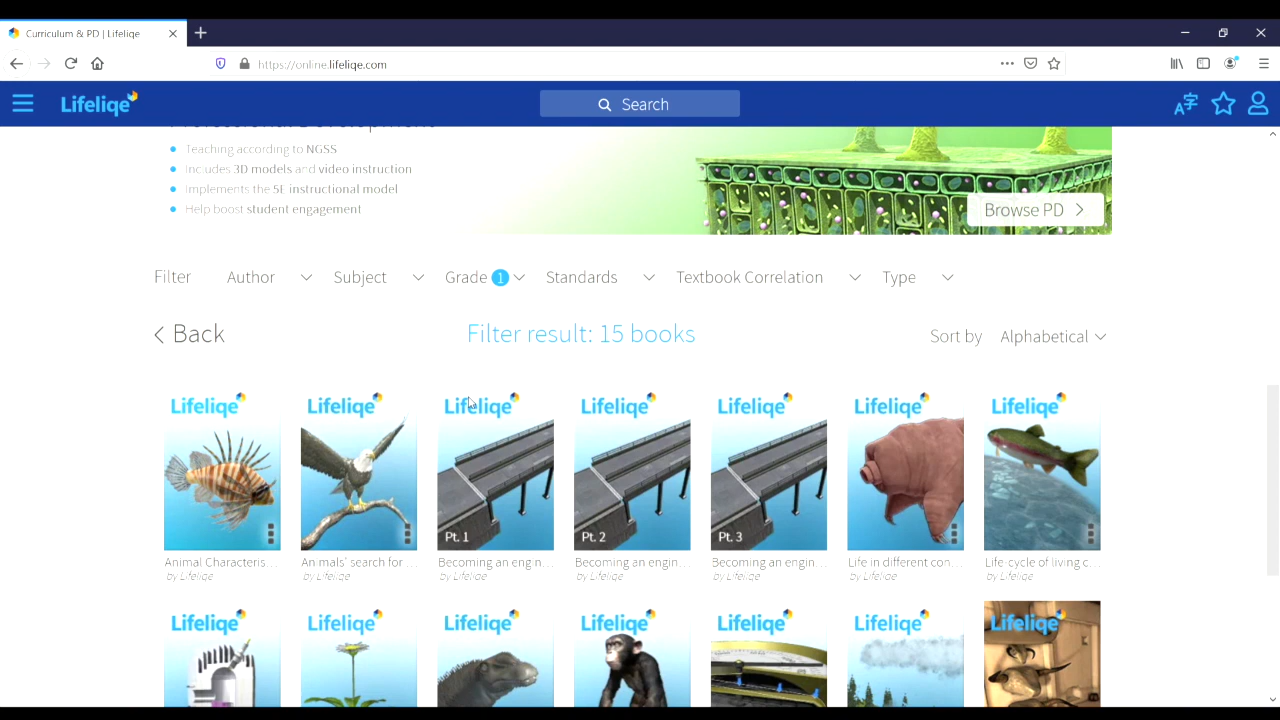 Curriculum & PD | Lifeliqe
https://online.lifeliqe.com
Lifeliqe
Search
Professional Development
Teaching according to NGSS
Includes 3D models and video instruction
Implements the 5E instructional model
Help boost student engagement
Browse PD
Filter Author Subject Grade 1 Standards Textbook Correlation Type
Back
Filter result: 15 books
Sort by Alphabetical
Lifeliqe Lifeliqe Lifeliqe Lifeliqe Lifeliqe Lifeliqe Lifeliqe
Pt. 1 Pt. 2 Pt. 3
Animal Characteris... Animals' search for ... Becoming an engin... Becoming an engin... Becoming an engin... Life in different con... Life-cycle of living c...
by Lifeliqe by Lifeliqe by Lifeliqe by Lifeliqe by Lifeliqe by Lifeliqe by Lifeliqe
Lifeliqe Lifeliqe Lifeliqe Lifeliqe Lifeliqe Lifeliqe Lifeliqe